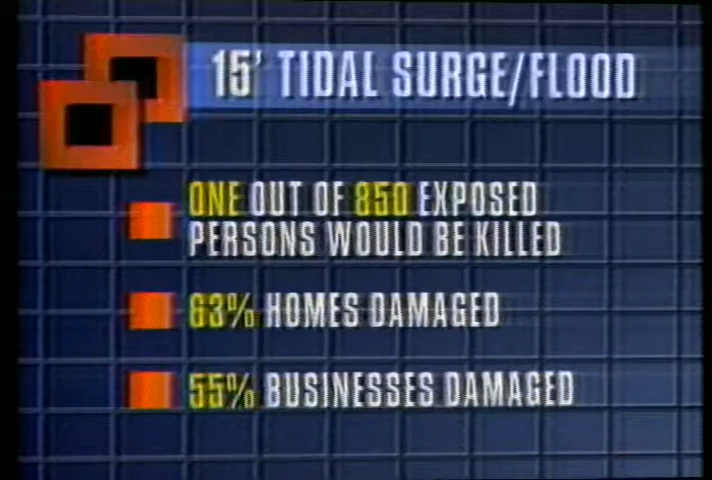 15' TIDAL SURGE/FLOOD
ONE OUT OF 850 EXPOSED
PERSONS WOULD BE KILLED
63% HOMES DAMAGED
55% BUSINESSES DAMAGED